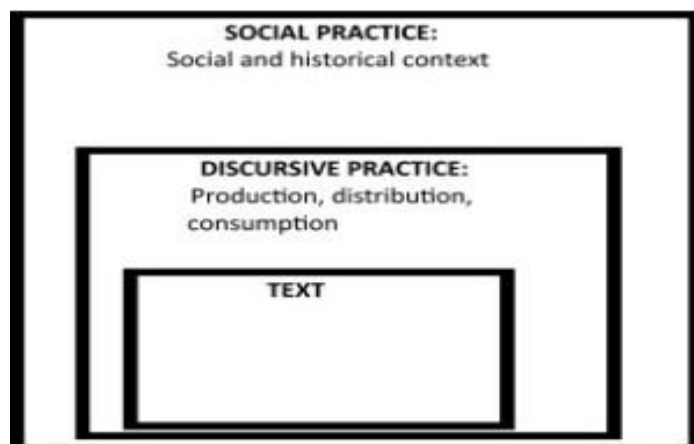 SOCIAL PRACTICE:
Social and historical context
DISCURSIVE PRACTICE:
Production, distribution,
consumption
TEXT